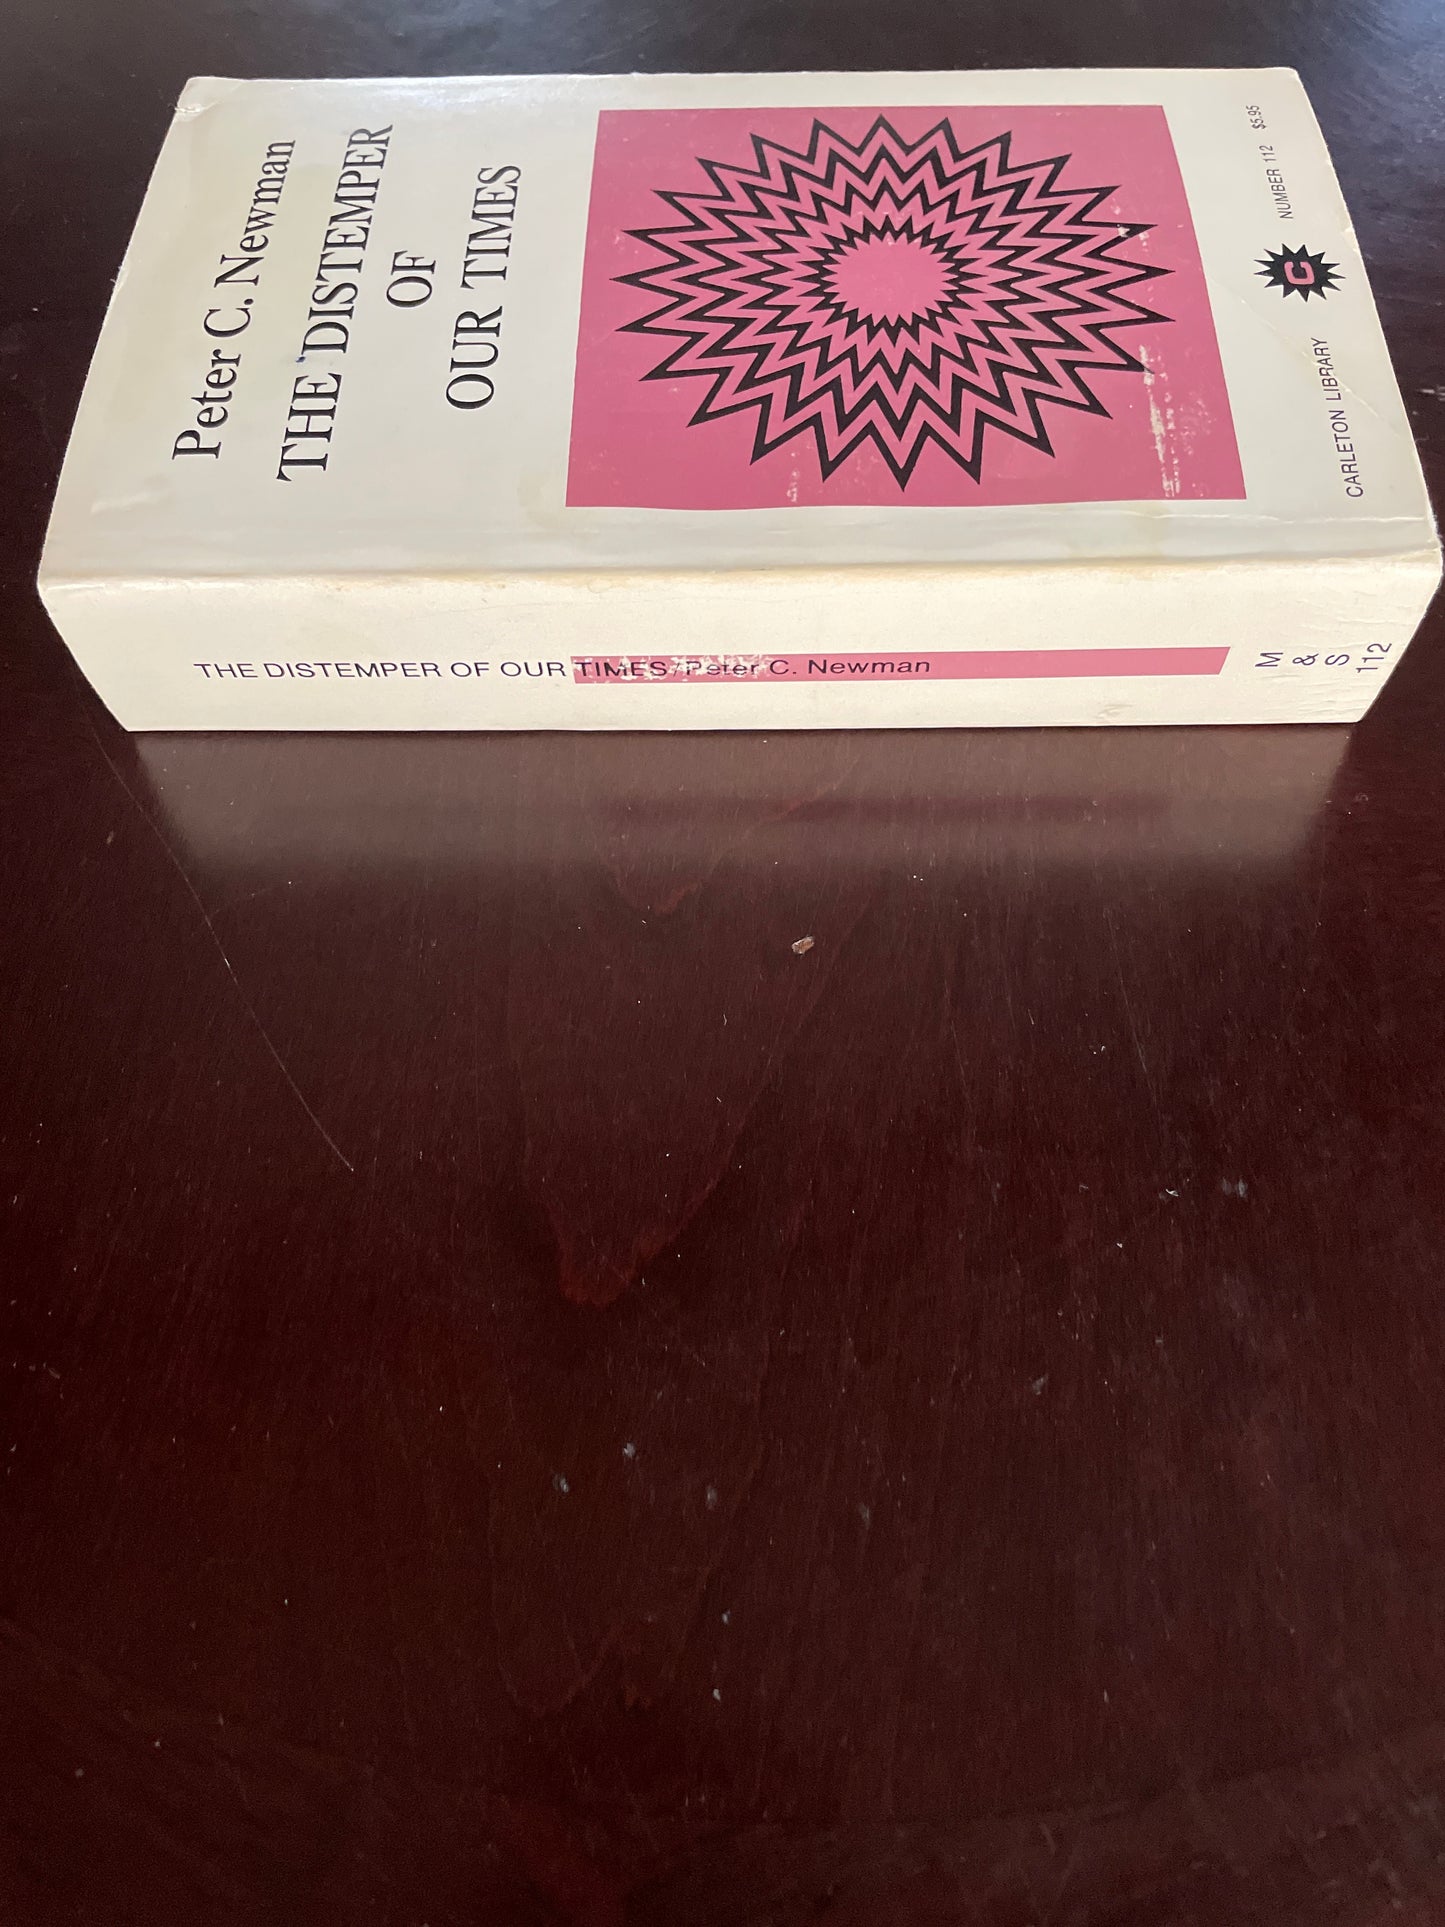 Peter C. Newman
THE DISTEMPER
OF
OUR TIMES
CARLETON LIBRARY
C
NUMBER 112 $5.95
THE DISTEMPER OF OUR TIMES/Peter C. Newman
M
&
S
112